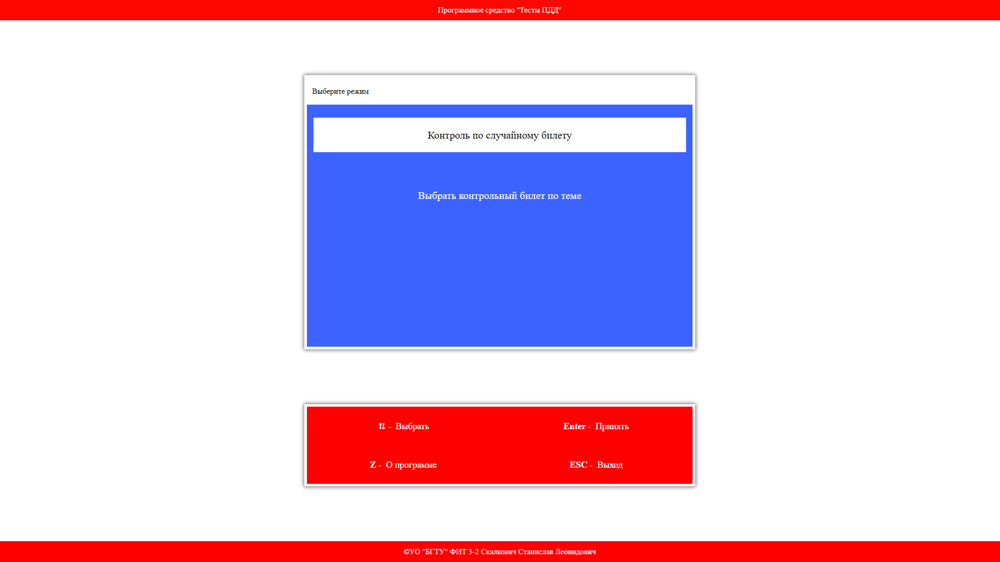 Программное средство "Тесты ПДД"
Выберите режим
Контроль по случайному билету
Выбрать контрольный билет по теме
⇅ - Выбрать
Enter - Принять
Z - О программе
ESC - Выход
©УО "БГТУ" ФИТ 3-2 Скалкович Станислав Леонидович